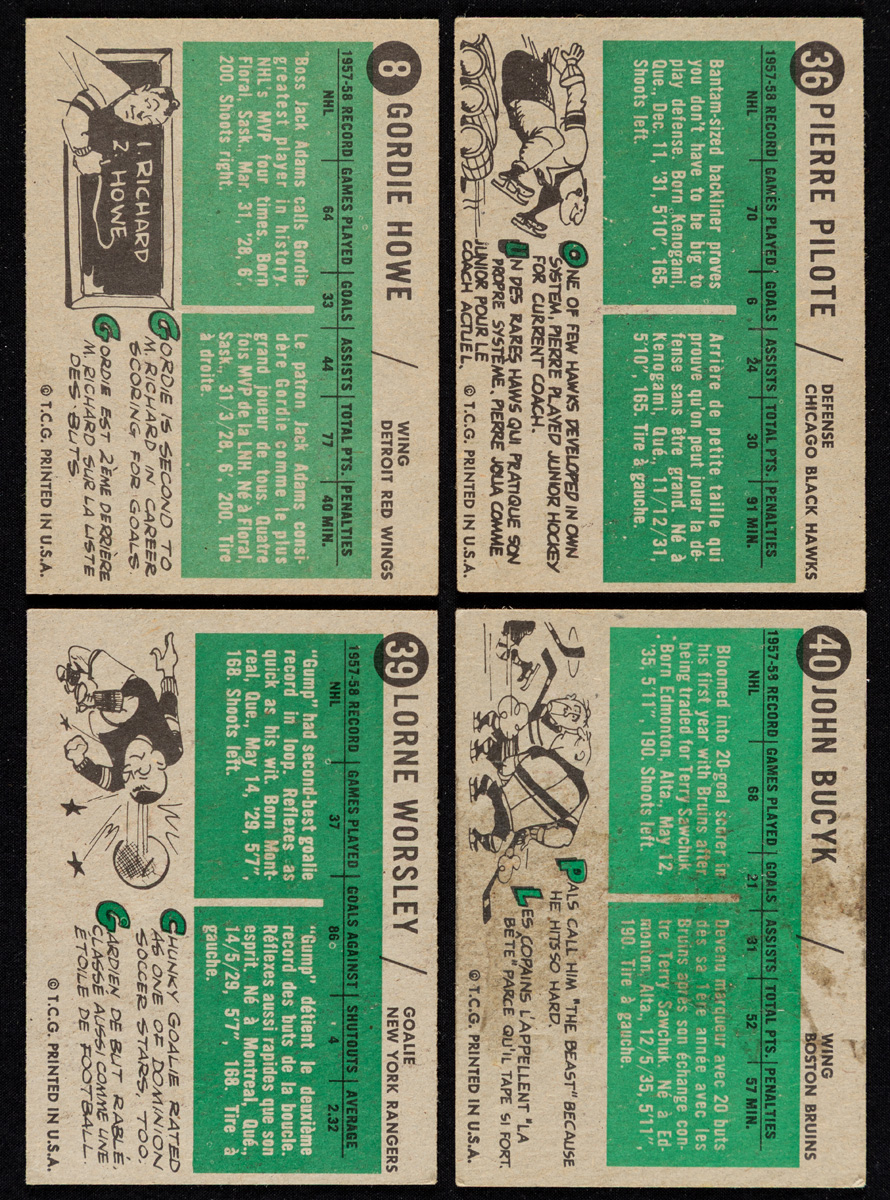 8 GORDIE HOWE / WING
DETROIT RED WINGS
1957-58 RECORD | GAMES PLAYED | GOALS | ASSISTS | TOTAL PTS. | PENALTIES
NHL 64 33 44 77 40 MIN.
Boss Jack Adams calls Gordie
greatest player in history.
NHL's MVP four times. Born
Floral, Sask., Mar. 31, '28, 6',
200. Shoots right.
Le patron Jack Adams consi-
dère Gordie comme le plus
grand joueur de tous. Quatre
fois MVP de la LNH. Né à Floral,
Sask., 31/3/28, 6', 200. Tire
à droite.
1. RICHARD
2. HOWE
GORDIE IS SECOND TO
M. RICHARD IN CAREER
SCORING FOR GOALS.
GORDIE EST 2ÈME DERRIÈRE
M. RICHARD SUR LA LISTE
DES BUTS.
© T.C.G. PRINTED IN U.S.A.
36 PIERRE PILOTE / DEFENSE
CHICAGO BLACK HAWKS
1957-58 RECORD | GAMES PLAYED | GOALS | ASSISTS | TOTAL PTS. | PENALTIES
NHL 70 6 24 30 91 MIN.
Bantam-sized backliner proves
you don't have to be big to
play defense. Born Kenogami,
Que., Dec. 11, '31, 5'10", 165.
Shoots left.
Arrière de petite taille qui
prouve qu'on peut jouer la dé-
fense sans être grand. Né à
Kenogami, Qué., 11/12/31,
5'10", 165. Tire à gauche.
ONE OF FEW HAWKS DEVELOPED IN OWN
SYSTEM, PIERRE PLAYED JUNIOR HOCKEY
FOR CURRENT COACH.
UN DES RARES HAWS QUI PRATIQUE SON
PROPRE SYSTÈME, PIERRE JOUA COMME
JUNIOR POUR LE
COACH ACTUEL.
© T.C.G. PRINTED IN U.S.A.
39 LORNE WORSLEY / GOALIE
NEW YORK RANGERS
1957-58 RECORD | GAMES PLAYED | GOALS AGAINST | SHUTOUTS | AVERAGE
NHL 37 86 4 2.32
"Gump" had second-best goalie
record in loop. Reflexes as
quick as his wit. Born Mont-
real, Que., May 14, '29, 5'7",
168. Shoots left.
"Gump" détient le deuxième
record des buts de la boucle.
Réflexes aussi rapides que son
esprit. Né à Montreal, Qué.,
14/5/29, 5'7", 168. Tire à
gauche.
CHUNKY GOALIE RATED
AS ONE OF DOMINION
SOCCER STARS, TOO.
GARDIEN DE BUT RABLÉ,
CLASSÉ AUSSI COMME UNE
ÉTOILE DE FOOTBALL.
© T.C.G. PRINTED IN U.S.A.
40 JOHN BUCYK / WING
BOSTON BRUINS
1957-58 RECORD | GAMES PLAYED | GOALS | ASSISTS | TOTAL PTS. | PENALTIES
NHL 68 21 31 52 57 MIN.
Bloomed into 20-goal scorer in
his first year with Bruins after
being traded for Terry Sawchuk.
Born Edmonton, Alta., May 12,
'35, 5'11", 190. Shoots left.
Devenu marqueur avec 20 buts
dès sa 1ère année avec les
Bruins après son échange con-
tre Terry Sawchuk. Né à Ed-
monton, Alta., 12/5/35, 5'11",
190. Tire à gauche.
PALS CALL HIM "THE BEAST" BECAUSE
HE HITS SO HARD.
LES COPAINS L'APPELLENT "LA
BÊTE" PARCE QU'IL TAPE SI FORT.
© T.C.G. PRINTED IN U.S.A.